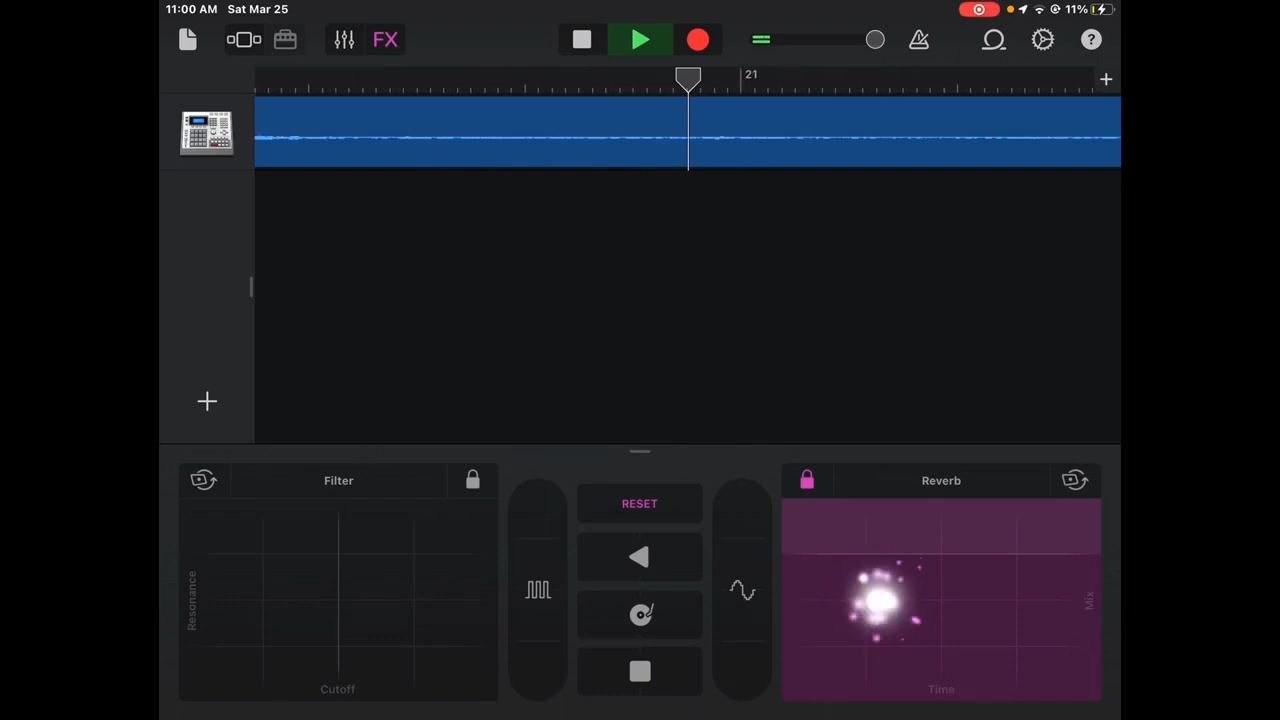 11:00 AM Sat Mar 25
11%
FX
?
21
Filter
RESET
Reverb
Resonance
Mix
Cutoff
Time